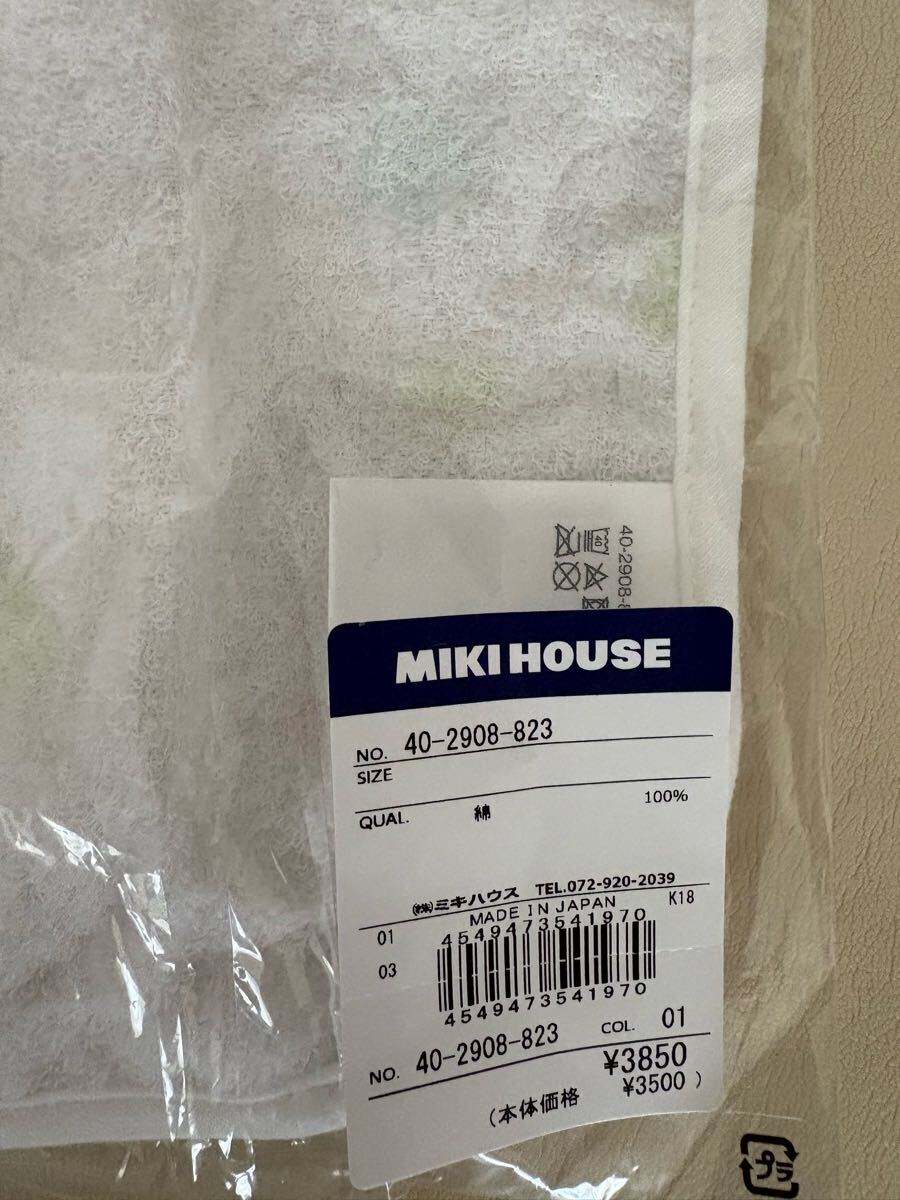 40-2908-8
40
MIKI HOUSE
NO. 40-2908-823
SIZE
QUAL. 綿 100%
㈱ミキハウス TEL.072-920-2039
MADE IN JAPAN K18
01 4549473541970
03
4549473541970
NO. 40-2908-823 COL. 01
¥3850
(本体価格 ¥3500 )
プラ